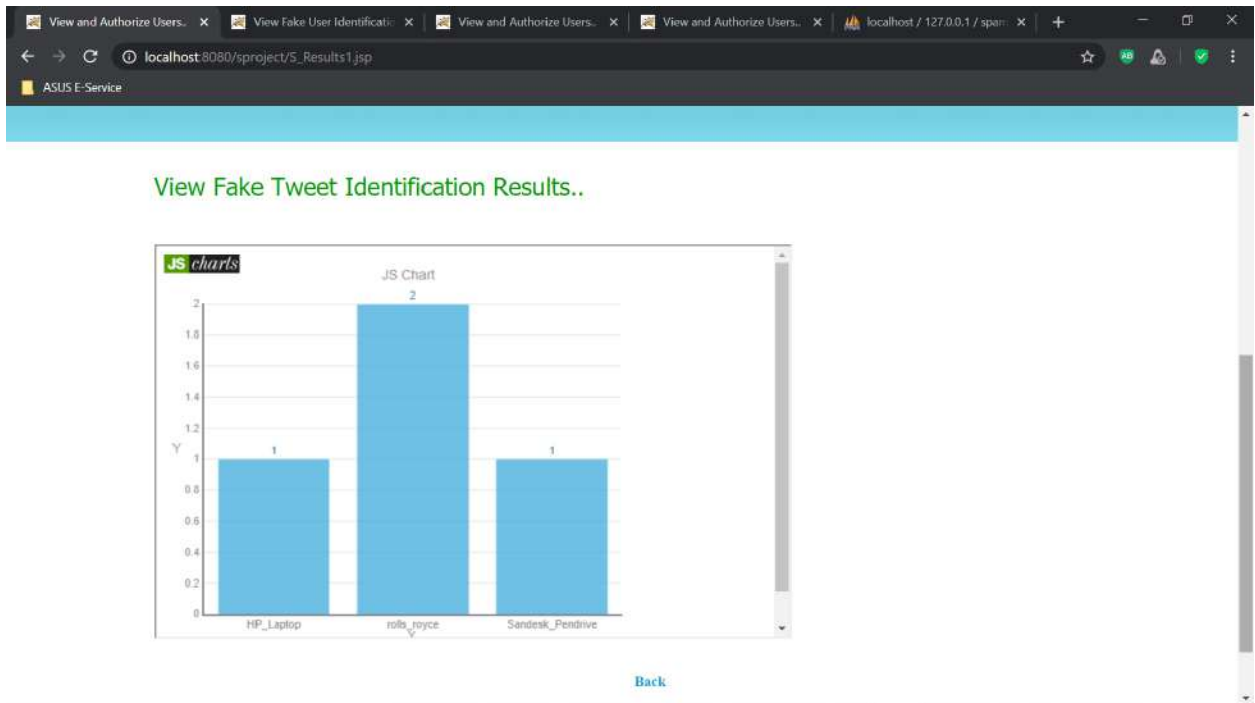 View and Authorize Users..
View Fake User Identificatio
View and Authorize Users..
View and Authorize Users..
localhost / 127.0.0.1 / spam
localhost:8080/sproject/S_Results1.jsp
ASUS E-Service
View Fake Tweet Identification Results..
JS charts
JS Chart
2
2
1.8
1.6
1.4
1.2
Y
1
1
1
0.8
0.6
0.4
0.2
0
HP_Laptop
rolls_royce
Sandesk_Pendrive
Back